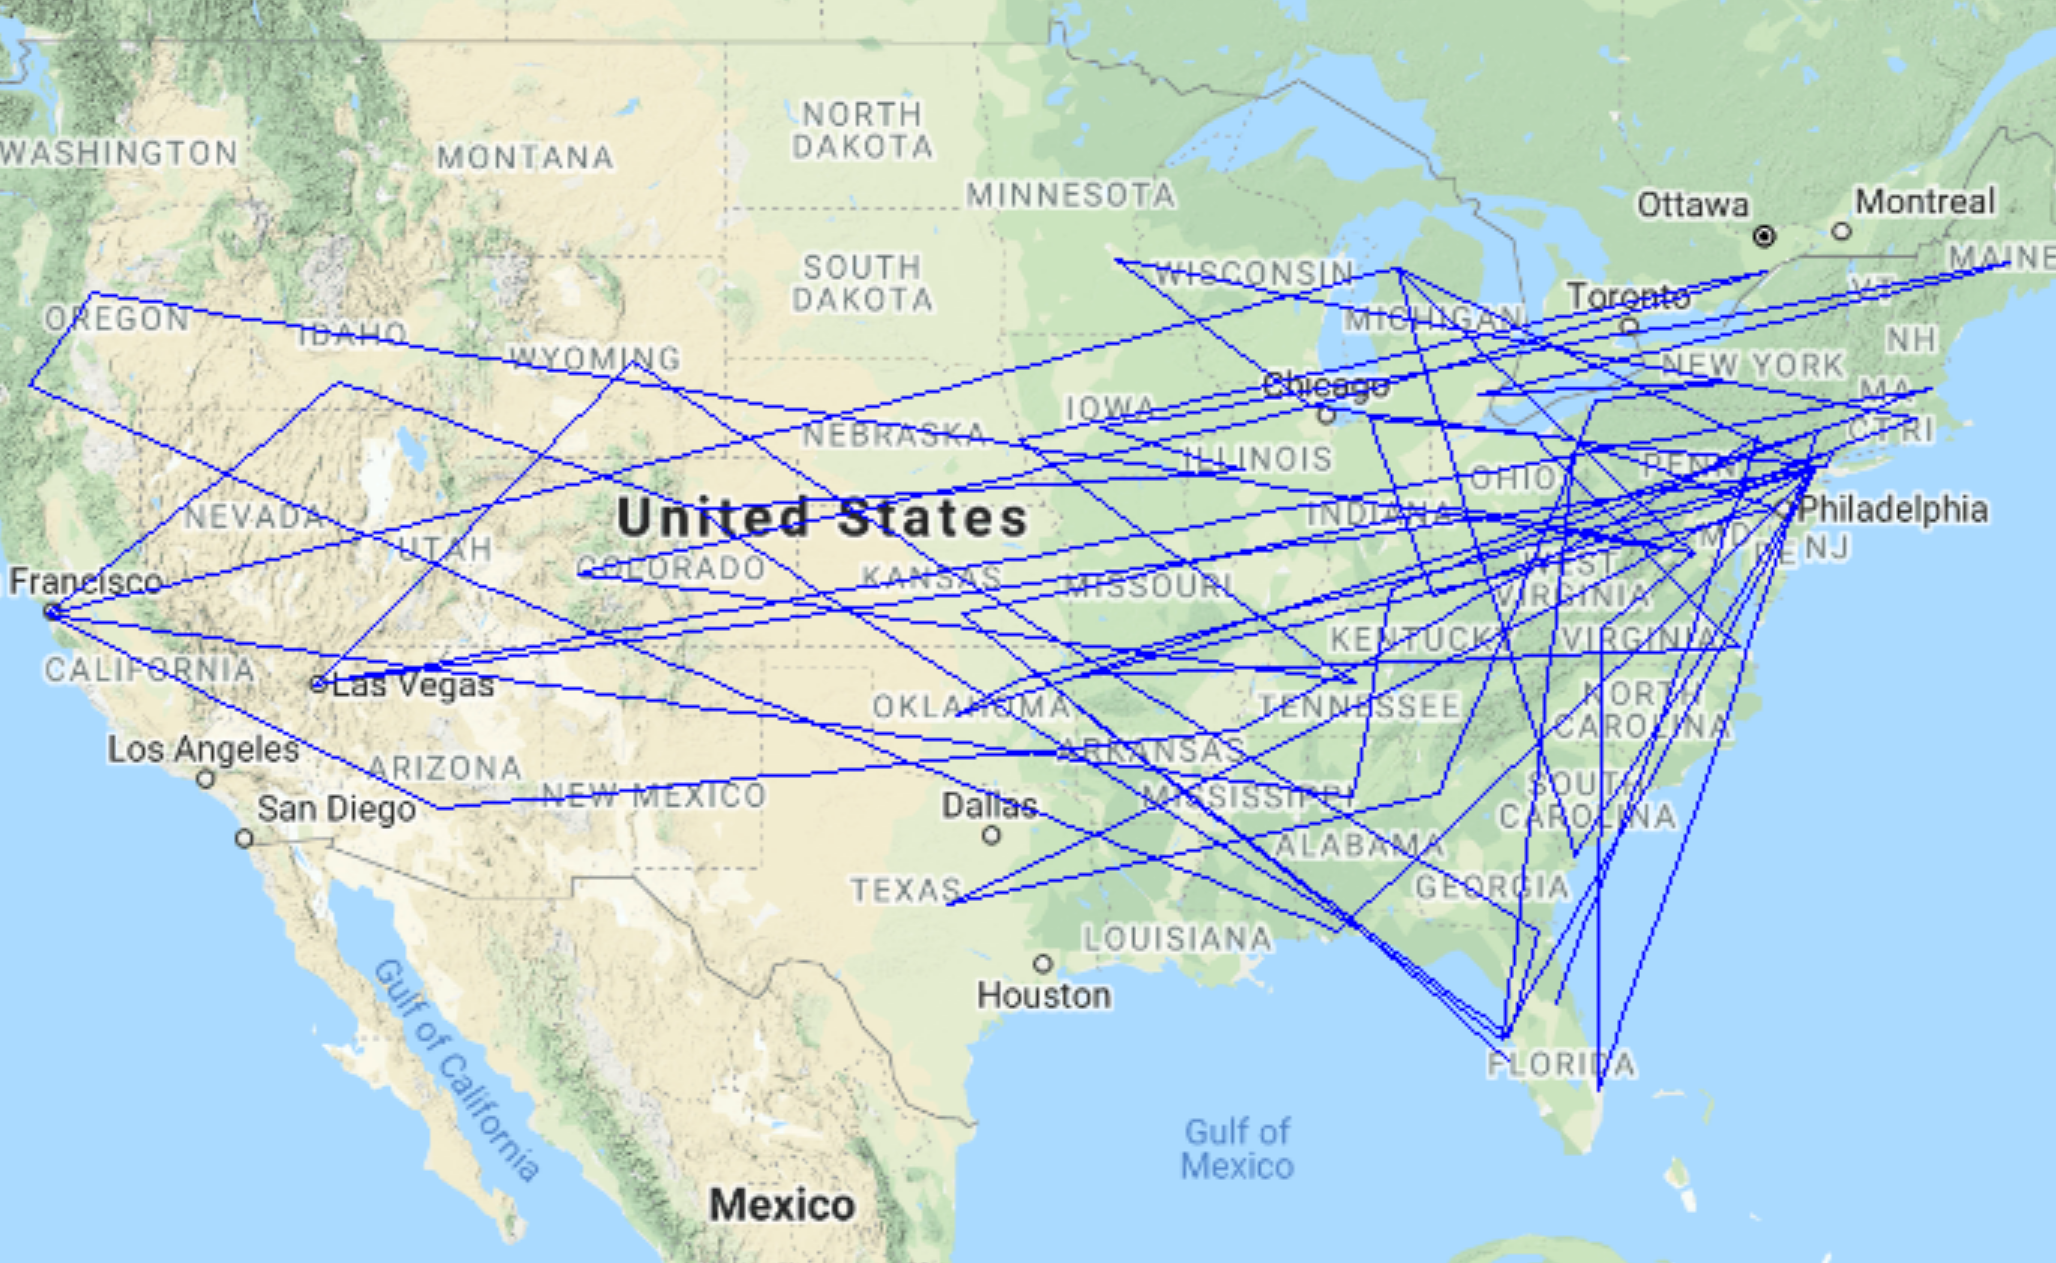 NORTH
DAKOTA
WASHINGTON
MONTANA
MINNESOTA
Ottawa
Montreal
SOUTH
DAKOTA
WISCONSIN
MAINE
VT
Toronto
OREGON
IDAHO
MICHIGAN
NH
WYOMING
NEW YORK
Chicago
MA
IOWA
NEBRASKA
CT RI
ILLINOIS
PENN
OHIO
NEVADA
United States
INDIANA
Philadelphia
MD
UTAH
DE NJ
Francisco
COLORADO
KANSAS
MISSOURI
WEST
VIRGINIA
KENTUCKY
VIRGINIA
CALIFORNIA
Las Vegas
OKLAHOMA
TENNESSEE
NORTH
CAROLINA
Los Angeles
ARIZONA
ARKANSAS
NEW MEXICO
MISSISSIPPI
SOUTH
CAROLINA
San Diego
Dallas
ALABAMA
TEXAS
GEORGIA
LOUISIANA
Houston
Gulf of California
FLORIDA
Gulf of
Mexico
Mexico